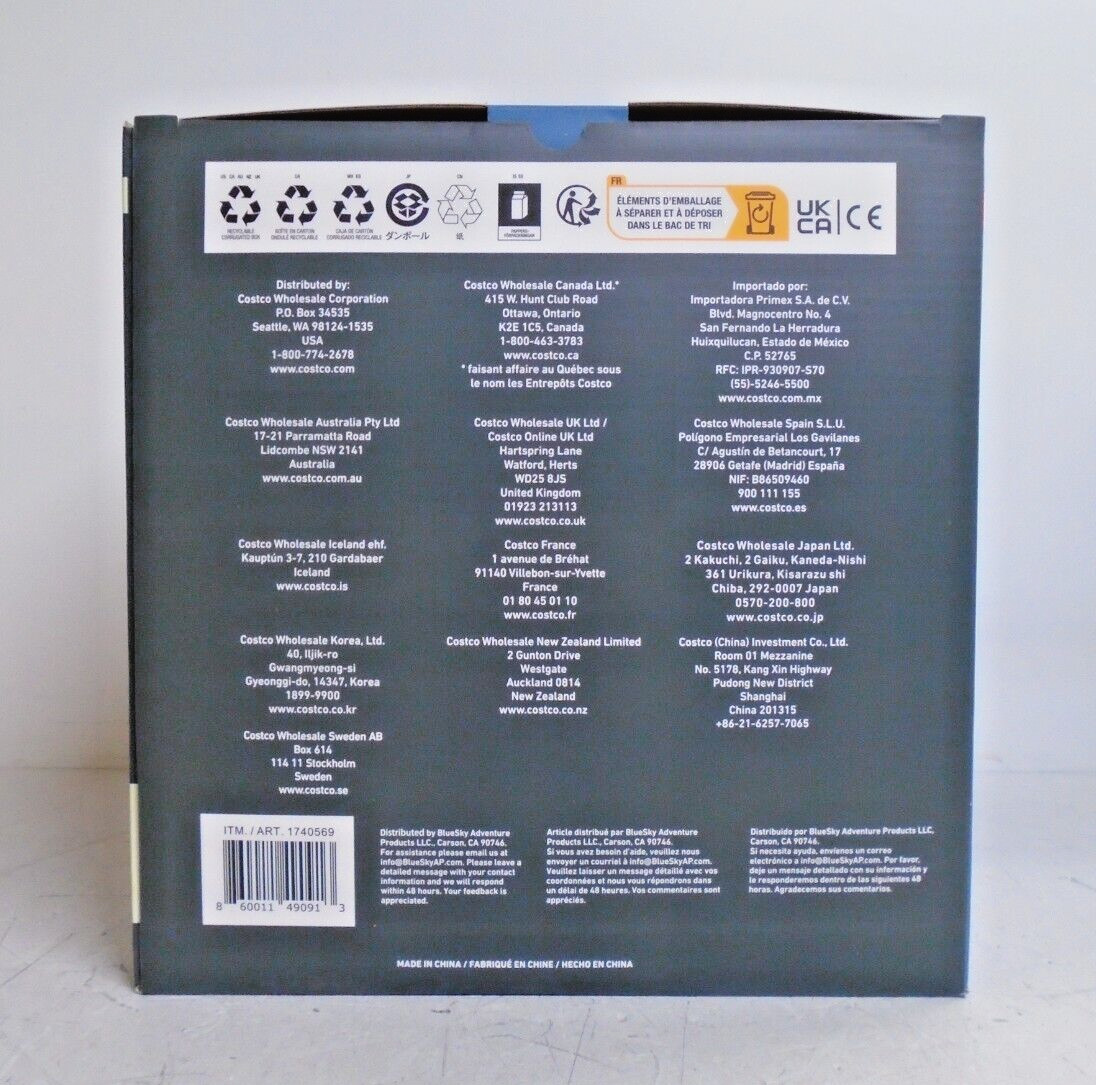 US CA AU NZ UK
RECYCLABLE
CORRUGATED BOX
CA
BOÎTE EN CARTON
ONDULÉ RECYCLABLE
MX ES
CAJA DE CARTÓN
CORRUGADO RECICLABLE
JP
ダンボール
CN
纸
IS SE
PAPPERS-
FÖRPACKNINGAR
FR
ÉLÉMENTS D'EMBALLAGE
À SÉPARER ET À DÉPOSER
DANS LE BAC DE TRI
UK
CA
CE
Distributed by:
Costco Wholesale Corporation
P.O. Box 34535
Seattle, WA 98124-1535
USA
1-800-774-2678
www.costco.com
Costco Wholesale Canada Ltd.*
415 W. Hunt Club Road
Ottawa, Ontario
K2E 1C5, Canada
1-800-463-3783
www.costco.ca
* faisant affaire au Québec sous
le nom les Entrepôts Costco
Importado por:
Importadora Primex S.A. de C.V.
Blvd. Magnocentro No. 4
San Fernando La Herradura
Huixquilucan, Estado de México
C.P. 52765
RFC: IPR-930907-S70
(55)-5246-5500
www.costco.com.mx
Costco Wholesale Australia Pty Ltd
17-21 Parramatta Road
Lidcombe NSW 2141
Australia
www.costco.com.au
Costco Wholesale UK Ltd /
Costco Online UK Ltd
Hartspring Lane
Watford, Herts
WD25 8JS
United Kingdom
01923 213113
www.costco.co.uk
Costco Wholesale Spain S.L.U.
Polígono Empresarial Los Gavilanes
C/ Agustín de Betancourt, 17
28906 Getafe (Madrid) España
NIF: B86509460
900 111 155
www.costco.es
Costco Wholesale Iceland ehf.
Kauptún 3-7, 210 Gardabaer
Iceland
www.costco.is
Costco France
1 avenue de Bréhat
91140 Villebon-sur-Yvette
France
01 80 45 01 10
www.costco.fr
Costco Wholesale Japan Ltd.
2 Kakuchi, 2 Gaiku, Kaneda-Nishi
361 Urikura, Kisarazu shi
Chiba, 292-0007 Japan
0570-200-800
www.costco.co.jp
Costco Wholesale Korea, Ltd.
40, Iljik-ro
Gwangmyeong-si
Gyeonggi-do, 14347, Korea
1899-9900
www.costco.co.kr
Costco Wholesale New Zealand Limited
2 Gunton Drive
Westgate
Auckland 0814
New Zealand
www.costco.co.nz
Costco (China) Investment Co., Ltd.
Room 01 Mezzanine
No. 5178, Kang Xin Highway
Pudong New District
Shanghai
China 201315
+86-21-6257-7065
Costco Wholesale Sweden AB
Box 614
114 11 Stockholm
Sweden
www.costco.se
ITM. / ART. 1740569
8 60011 49091 3
Distributed by BlueSky Adventure
Products LLC., Carson, CA 90746.
For assistance please email us at
info@BlueSkyAP.com. Please leave a
detailed message with your contact
information and we will respond
within 48 hours. Your feedback is
appreciated.
Article distribué par BlueSky Adventure
Products LLC., Carson, CA 90746.
Si vous avez besoin d'aide, veuillez nous
envoyer un courriel à info@BlueSkyAP.com.
Veuillez laisser un message détaillé avec vos
coordonnées et nous vous répondrons dans
un délai de 48 heures. Vos commentaires sont
appréciés.
Distribuido por BlueSky Adventure Products LLC,
Carson, CA 90746.
Si necesita ayuda, envíenos un correo
electrónico a info@BlueSkyAP.com. Por favor,
deje un mensaje detallado con su información y
le responderemos dentro de las siguientes 48
horas. Agradecemos sus comentarios.
MADE IN CHINA / FABRIQUÉ EN CHINE / HECHO EN CHINA